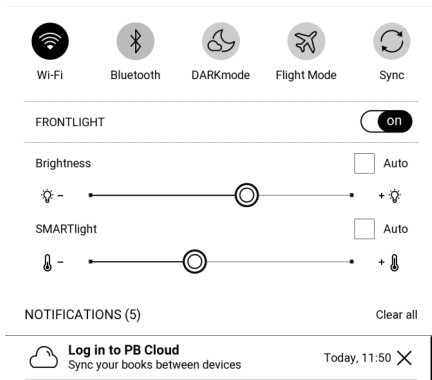 Wi-Fi Bluetooth DARKmode Flight Mode Sync
FRONTLIGHT on
Brightness Auto
SMARTlight Auto
NOTIFICATIONS (5) Clear all
Log in to PB Cloud
Sync your books between devices
Today, 11:50